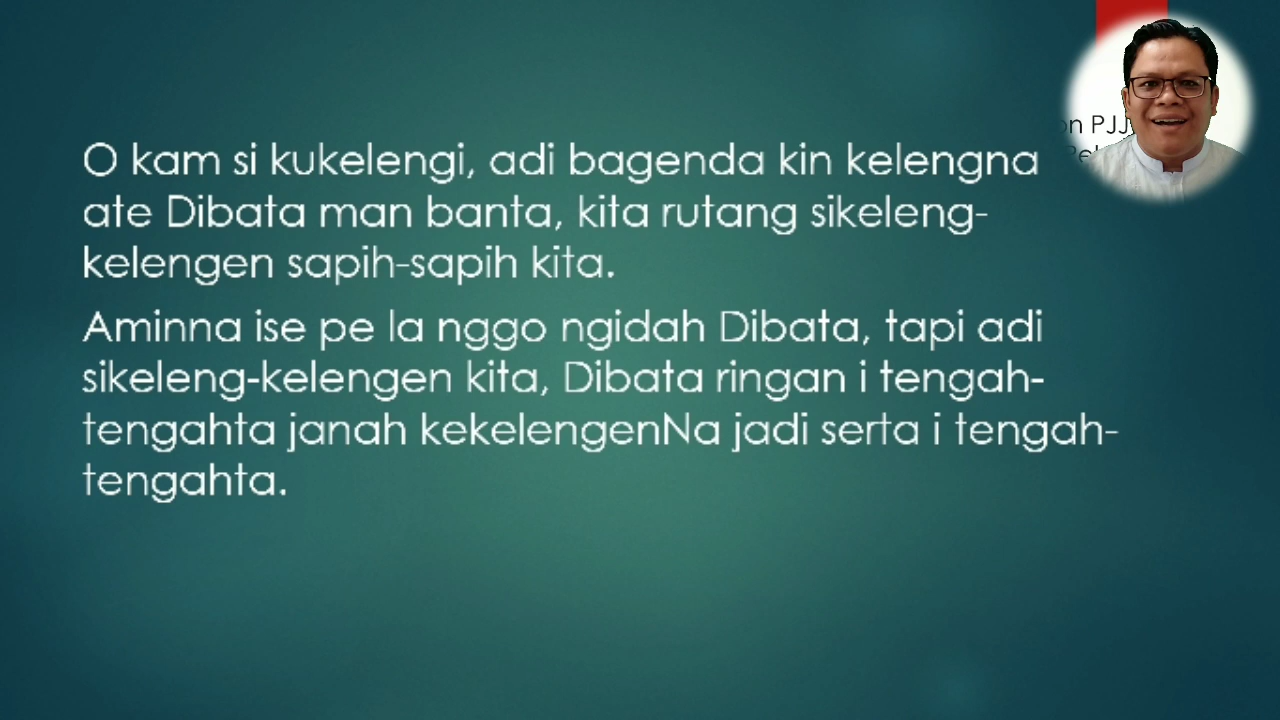 O kam si kukelengi, adi bagenda kin kelengna
ate Dibata man banta, kita rutang sikeleng-
kelengen sapih-sapih kita.
Aminna ise pe la nggo ngidah Dibata, tapi adi
sikeleng-kelengen kita, Dibata ringan i tengah-
tengahta janah kekelengenNa jadi serta i tengah-
tengahta.
PJJ